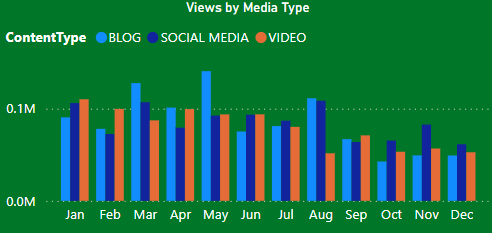 Views by Media Type
ContentType BLOG SOCIAL MEDIA VIDEO
0.1M
0.0M
Jan Feb Mar Apr May Jun Jul Aug Sep Oct Nov Dec